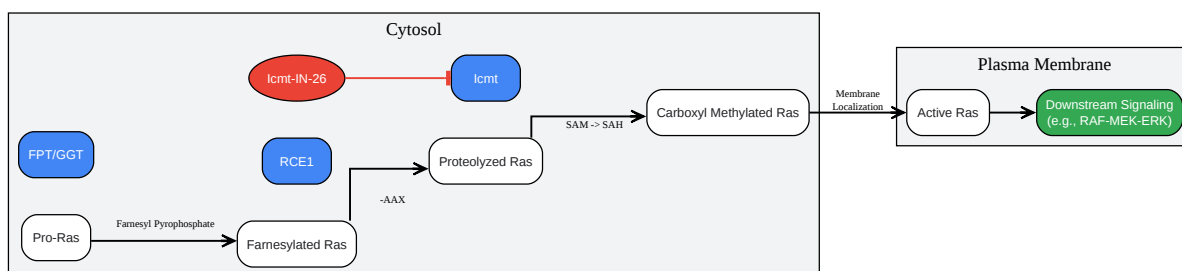 Cytosol
Icmt-IN-26
Icmt
Plasma Membrane
Membrane
Localization
Carboxyl Methylated Ras
Active Ras
Downstream Signaling
(e.g., RAF-MEK-ERK)
SAM -> SAH
FPT/GGT
RCE1
Proteolyzed Ras
-AAX
Farnesyl Pyrophosphate
Pro-Ras
Farnesylated Ras